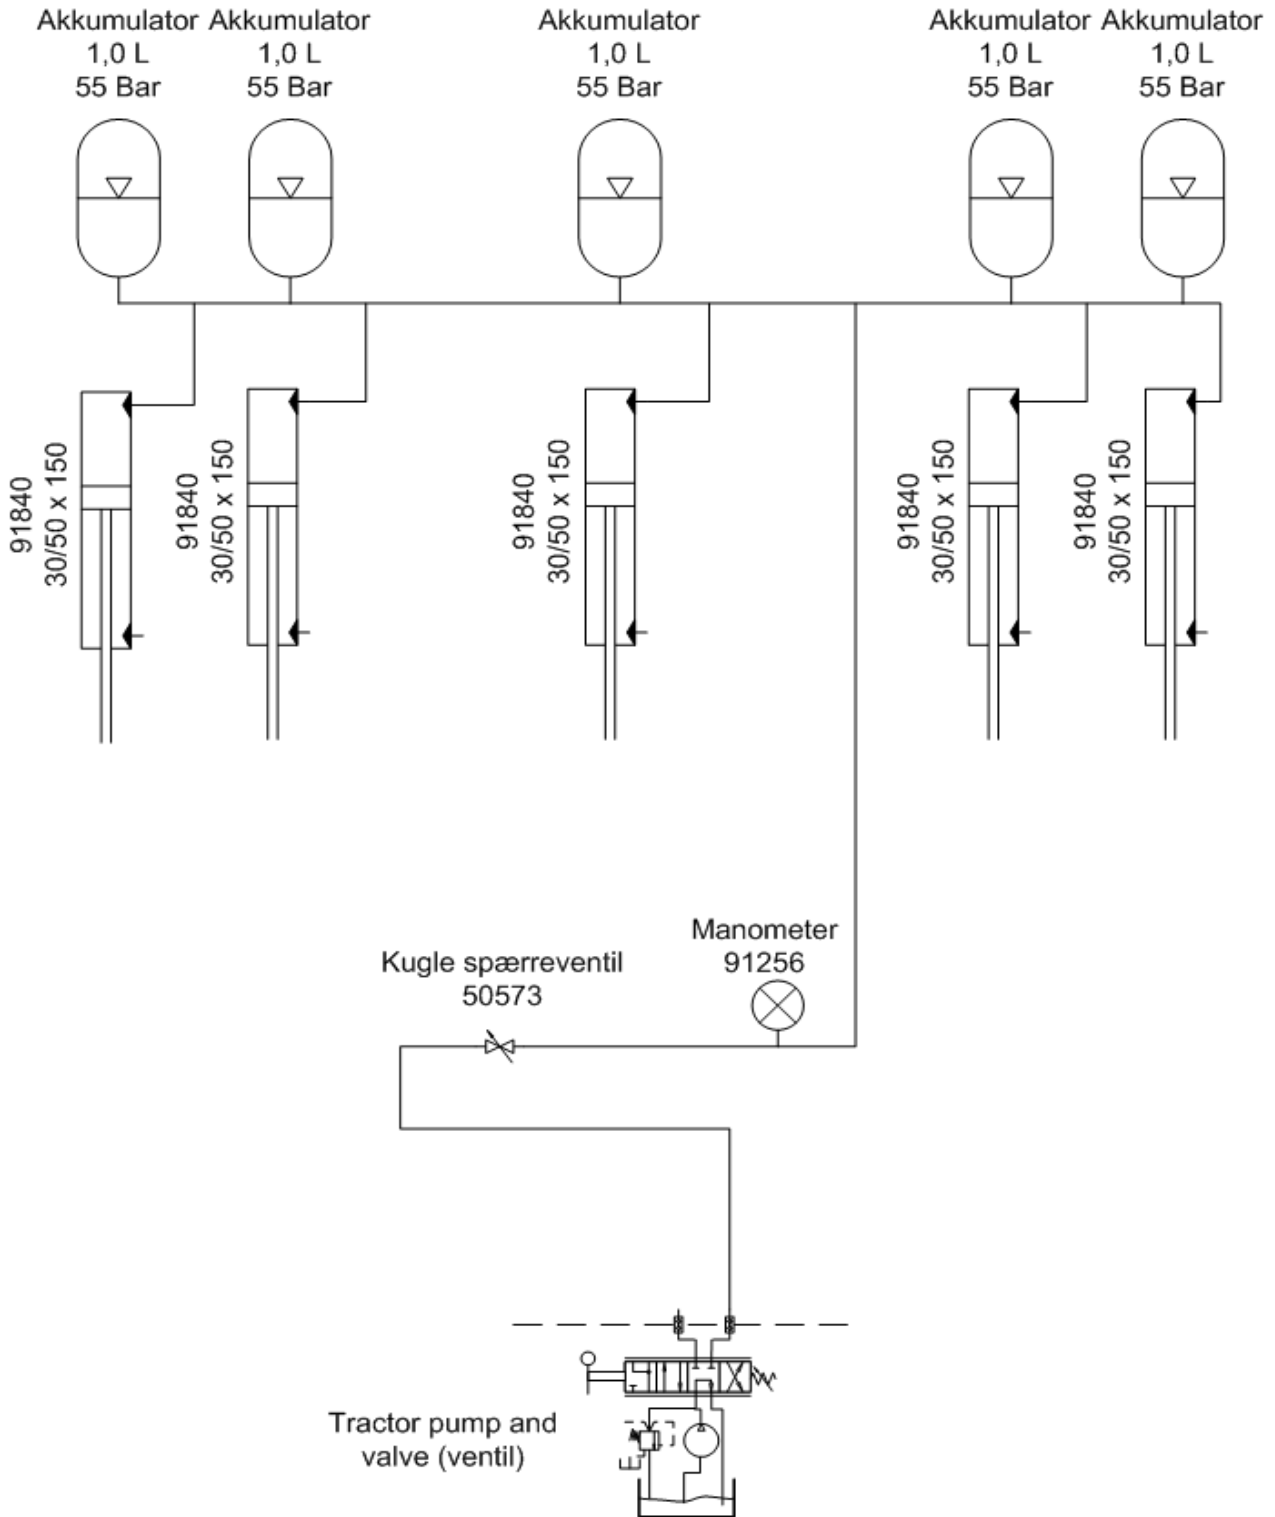 Akkumulator
1,0 L
55 Bar
Akkumulator
1,0 L
55 Bar
Akkumulator
1,0 L
55 Bar
Akkumulator
1,0 L
55 Bar
Akkumulator
1,0 L
55 Bar
91840
30/50 x 150
91840
30/50 x 150
91840
30/50 x 150
91840
30/50 x 150
91840
30/50 x 150
Manometer
91256
Kugle spærreventil
50573
Tractor pump and
valve (ventil)